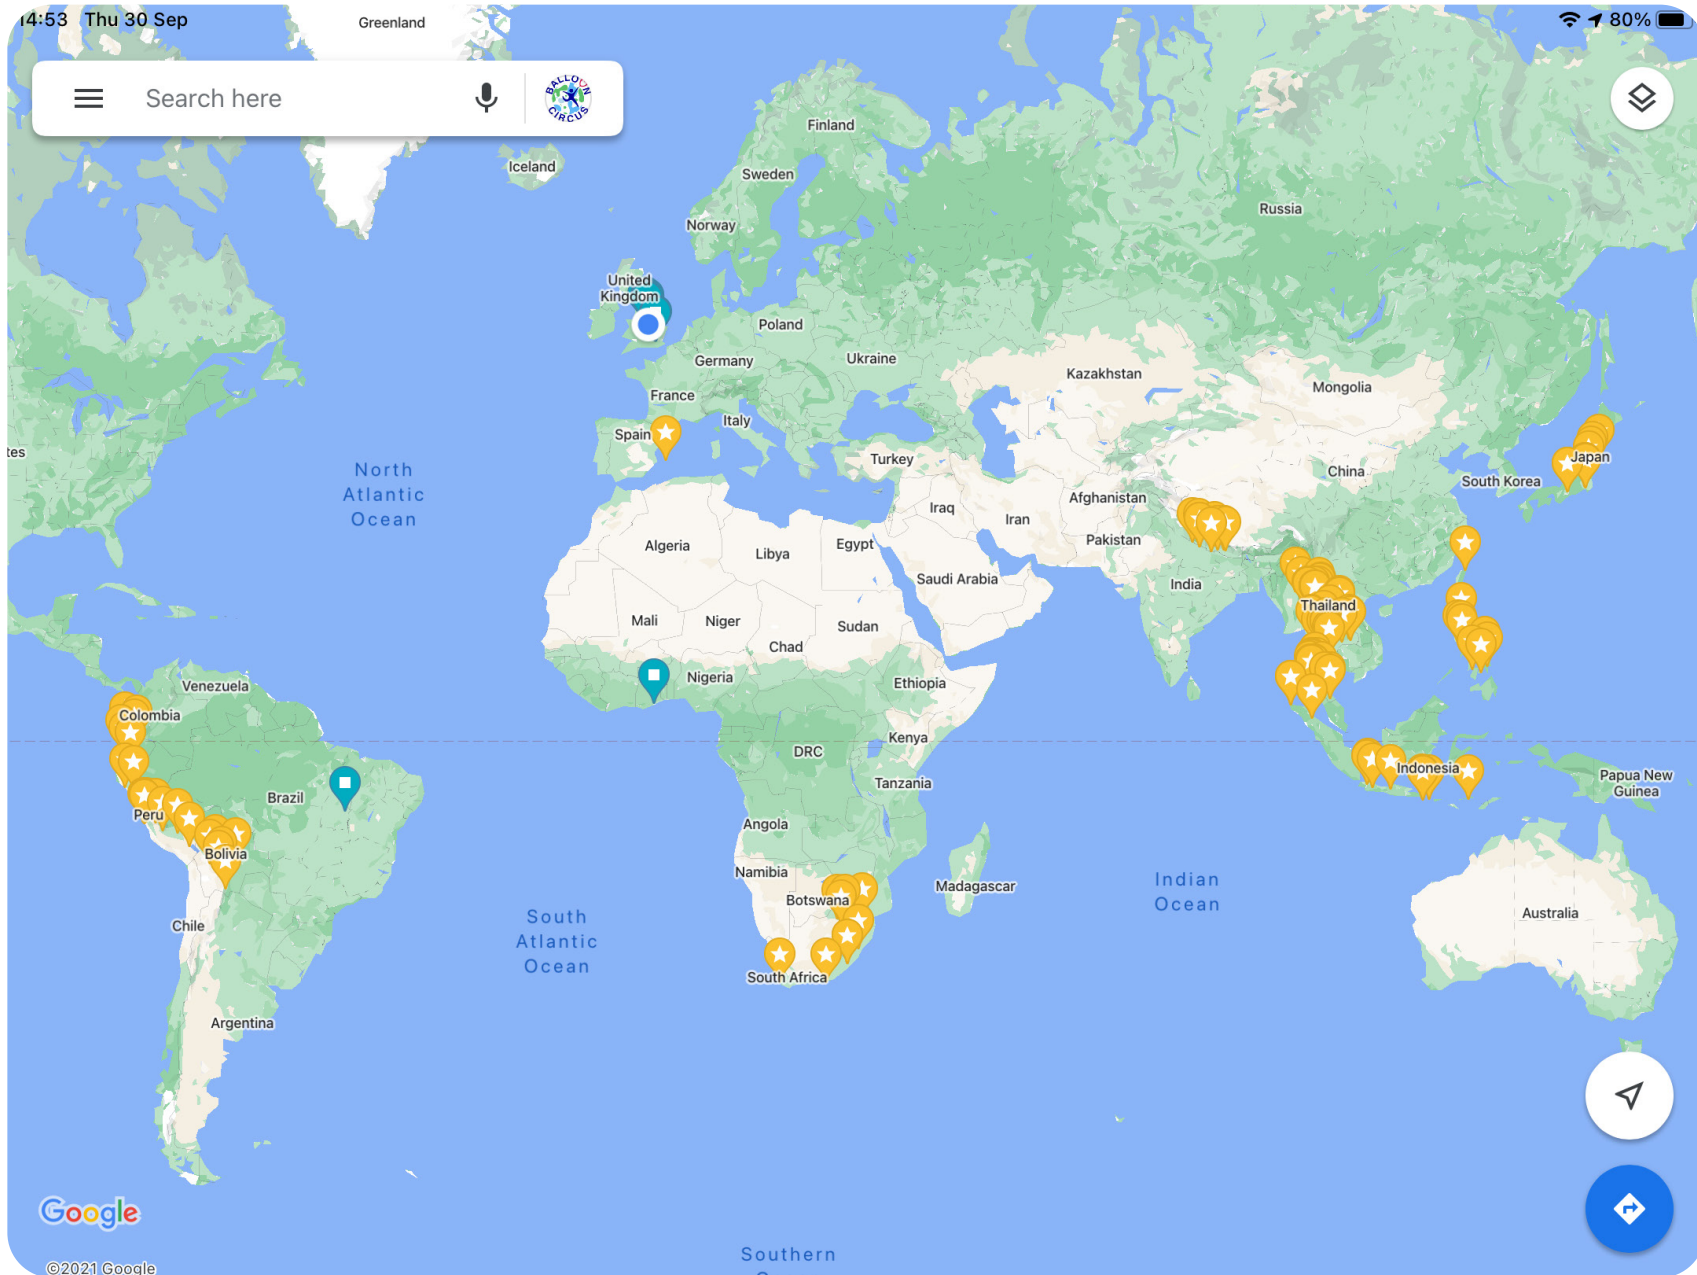 14:53 Thu 30 Sep
80%
Greenland
Search here
BALLOON
CIRCUS
Finland
Iceland
Sweden
Russia
Norway
United
Kingdom
Poland
Germany
Ukraine
Kazakhstan
Mongolia
France
Italy
Spain
tes
Turkey
Japan
China
South Korea
North
Atlantic
Ocean
Afghanistan
Iraq
Iran
Pakistan
Algeria
Libya
Egypt
Saudi Arabia
India
Thailand
Mali
Niger
Sudan
Chad
Nigeria
Ethiopia
Venezuela
Colombia
Kenya
DRC
Indonesia
Papua New
Guinea
Tanzania
Brazil
Peru
Angola
Bolivia
Namibia
Botswana
Madagascar
Indian
Ocean
Chile
South
Atlantic
Ocean
Australia
South Africa
Argentina
Google
Southern
©2021 Google